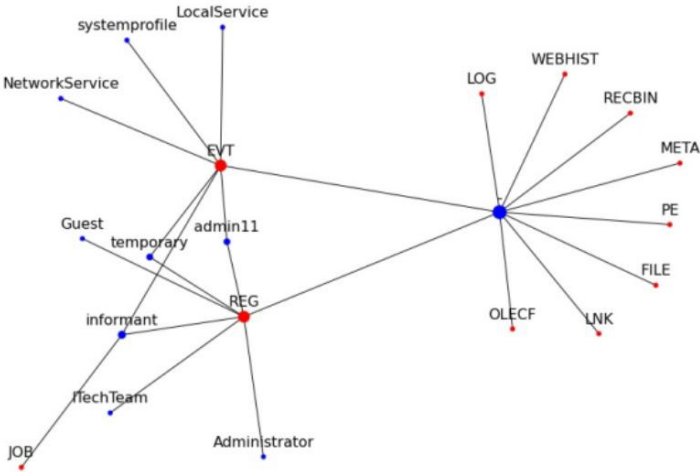 LocalService
systemprofile
WEBHIST
NetworkService
LOG
RECBIN
EVT
META
-
PE
Guest
admin11
temporary
FILE
REG
OLECF
LNK
informant
ITechTeam
Administrator
JOB